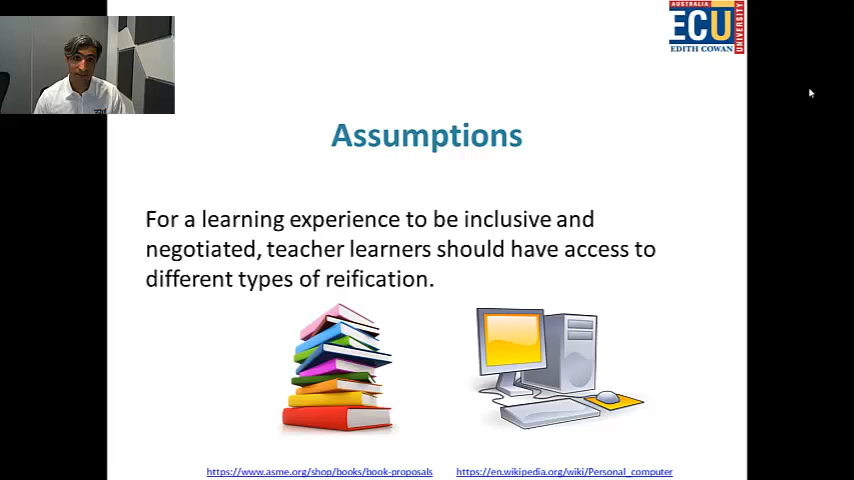 AUSTRALIA
ECU
EDITH COWAN
UNIVERSITY
Assumptions
For a learning experience to be inclusive and
negotiated, teacher learners should have access to
different types of reification.
https://www.asme.org/shop/books/book-proposals
https://en.wikipedia.org/wiki/Personal_computer